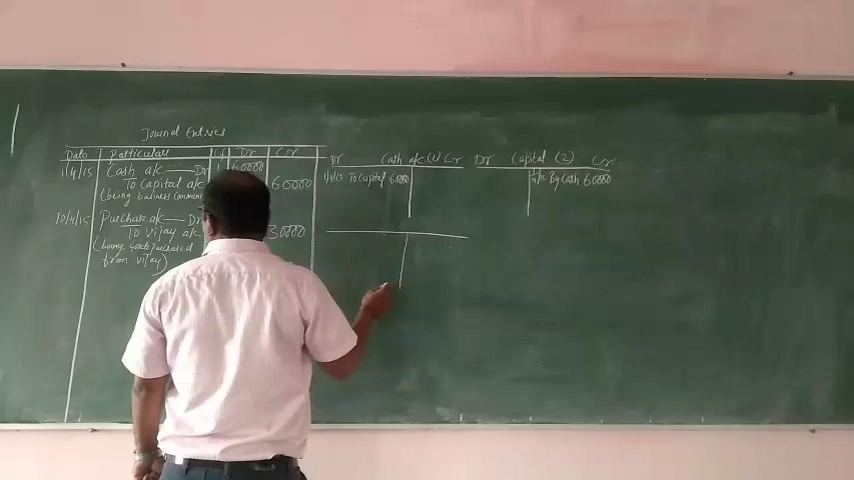 Journal Entries
Date Particulars Lf Dr Cr
1/4/15 Cash a/c — Dr 1 60000
To Capital a/c 60000
(being business commen
10/4/15 Purchase a/c — Dr
To Vijay a/c 30000
(being goods purchased
from Vijay)
Dr Cash a/c (1) Cr
1/4/15 To Capital 60000
Dr Capital (2) Cr
1/4/15 By Cash 60000